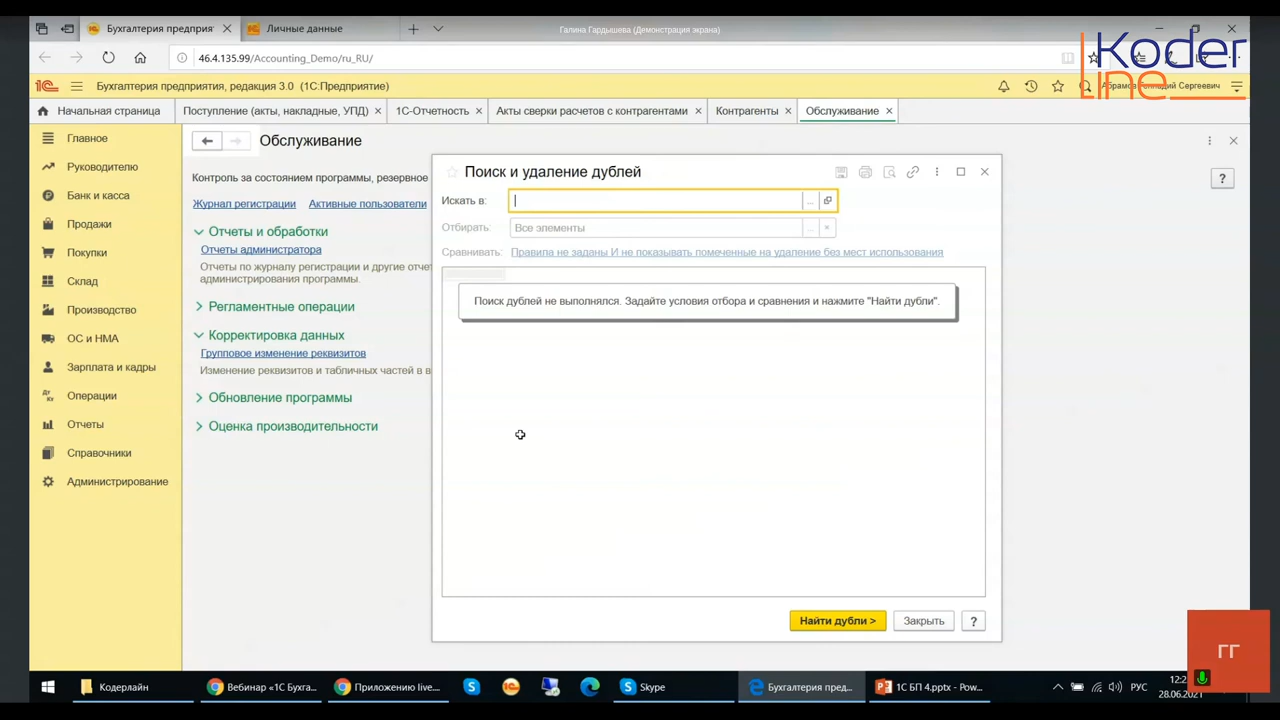 Бухгалтерия предприя
Личные данные
Галина Гардышева (Демонстрация экрана)
46.4.135.99/Accounting_Demo/ru_RU/
Koder
Line
1С
Бухгалтерия предприятия, редакция 3.0 (1С:Предприятие)
Абрамов Геннадий Сергеевич
Начальная страница
Поступление (акты, накладные, УПД)
1С-Отчетность
Акты сверки расчетов с контрагентами
Контрагенты
Обслуживание
Главное
Руководителю
Банк и касса
Продажи
Покупки
Склад
Производство
ОС и НМА
Зарплата и кадры
Операции
Отчеты
Справочники
Администрирование
Обслуживание
?
Контроль за состоянием программы, резервное
Журнал регистрации
Активные пользователи
Отчеты и обработки
Отчеты администратора
Отчеты по журналу регистрации и другие отчет
администрирования программы.
Регламентные операции
Корректировка данных
Групповое изменение реквизитов
Изменение реквизитов и табличных частей в в
Обновление программы
Оценка производительности
Поиск и удаление дублей
Искать в:
Отбирать:
Все элементы
Сравнивать:
Правила не заданы И не показывать помеченные на удаление без мест использования
Поиск дублей не выполнялся. Задайте условия отбора и сравнения и нажмите "Найти дубли".
Найти дубли >
Закрыть
?
ГГ
Кодерлайн
Вебинар «1С Бухга...
Приложению live....
Skype
Бухгалтерия пред...
1С БП 4.pptx - Pow...
РУС
28.06.2021